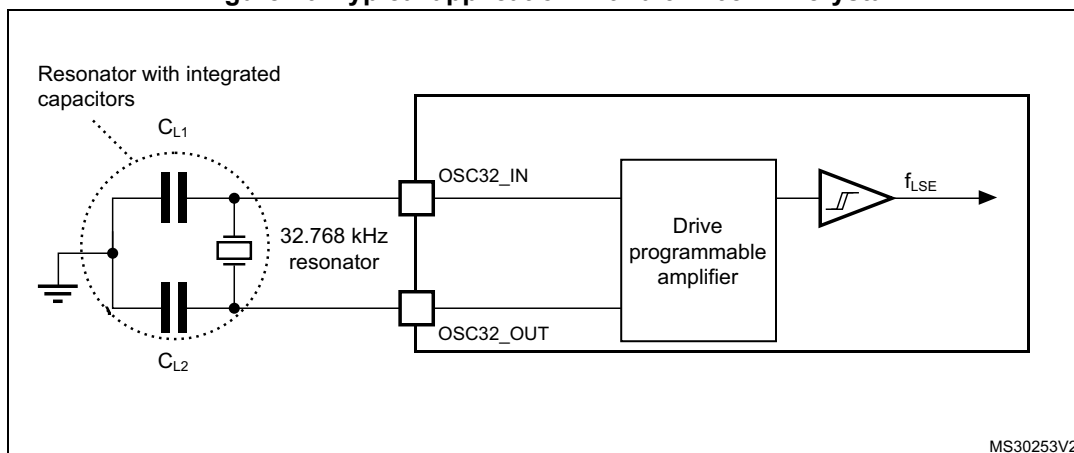 Resonator with integrated
capacitors
C_L1
OSC32_IN
f_LSE
32.768 kHz
resonator
Drive
programmable
amplifier
OSC32_OUT
C_L2
MS30253V2